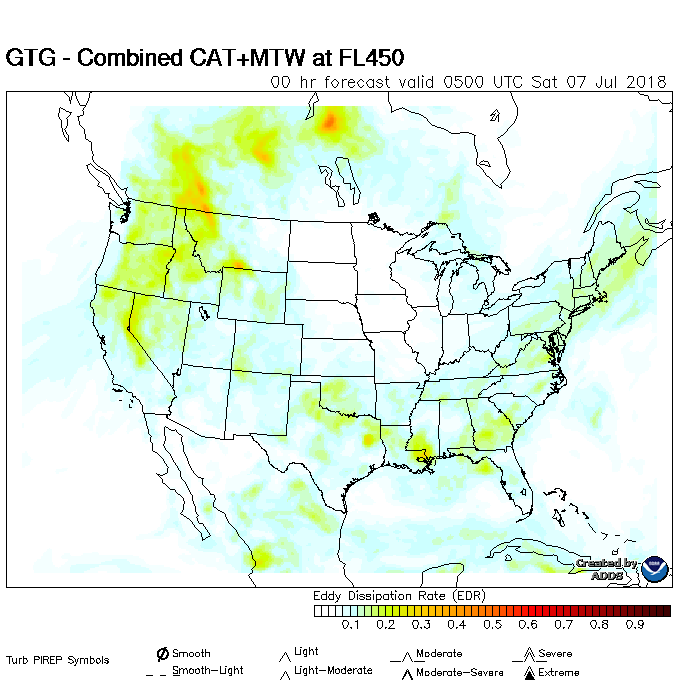 GTG - Combined CAT+MTW at FL450
00 hr forecast valid 0500 UTC Sat 07 Jul 2018
Created by
ADDS
Eddy Dissipation Rate (EDR)
0.1 0.2 0.3 0.4 0.5 0.6 0.7 0.8 0.9
Turb PIREP Symbols
Smooth
Light
Moderate
Severe
Smooth-Light
Light-Moderate
Moderate-Severe
Extreme